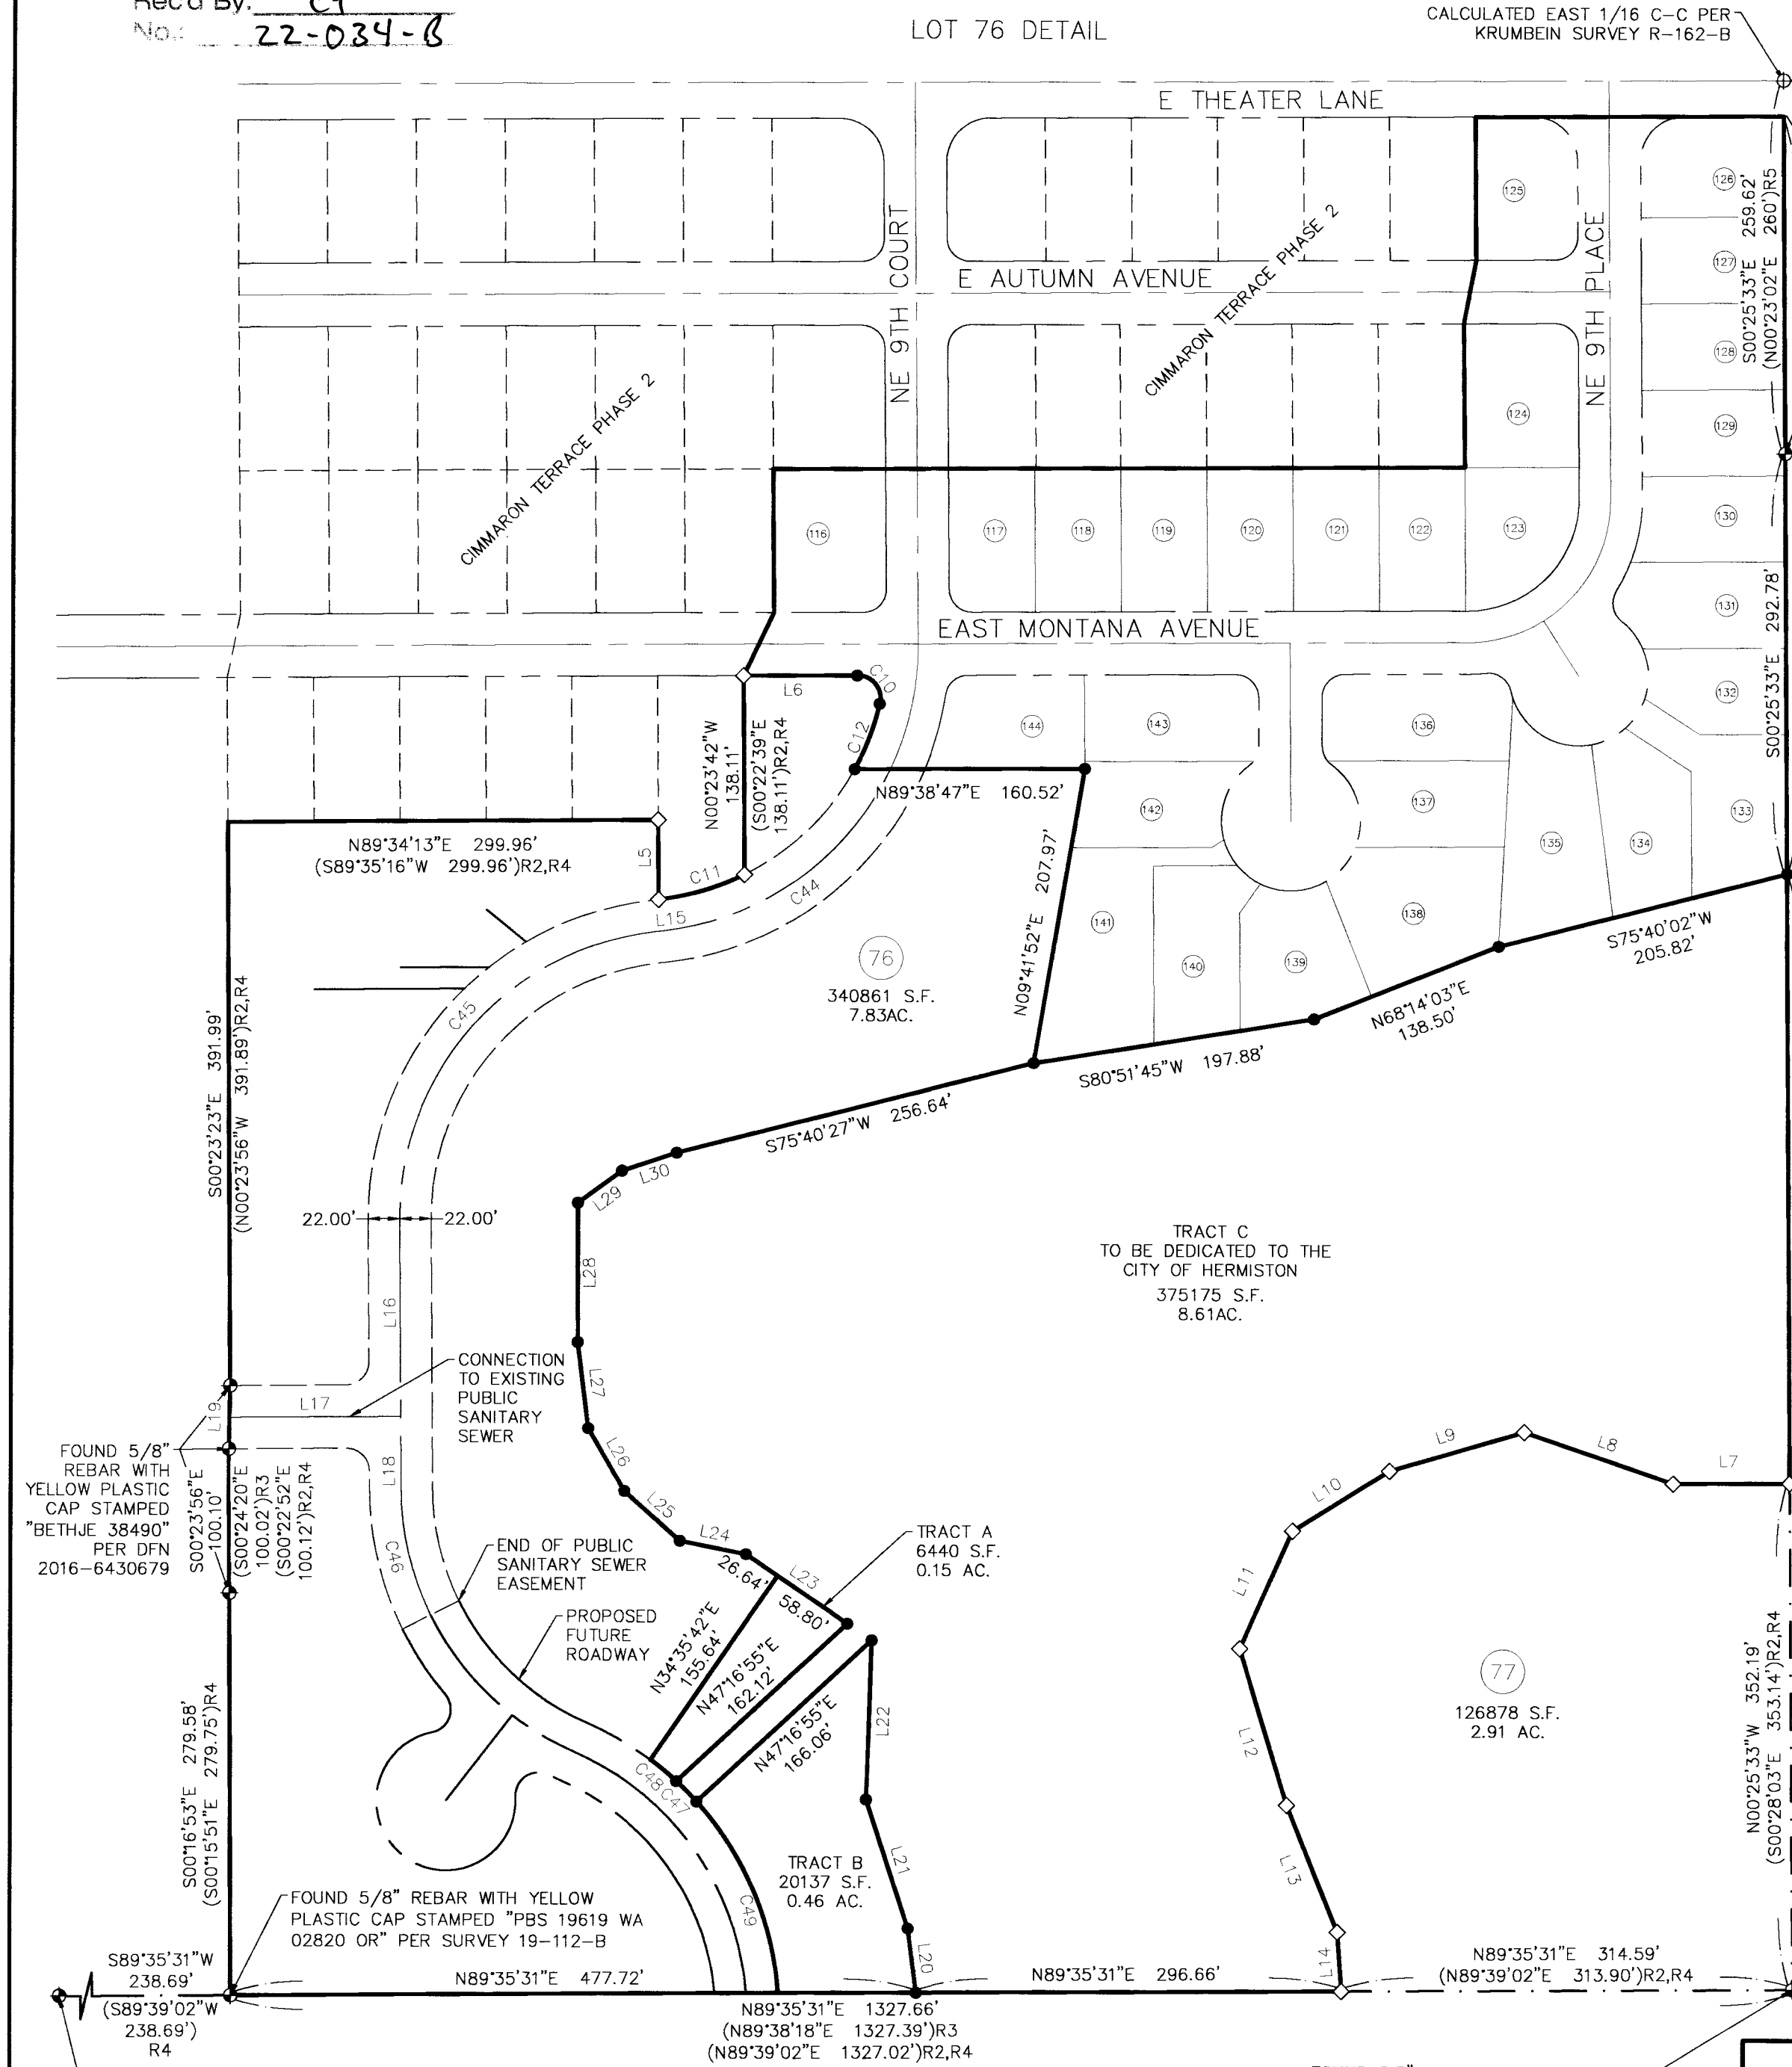 Rec'd By: CT
No.: 22-034-B
LOT 76 DETAIL
CALCULATED EAST 1/16 C-C PER
KRUMBEIN SURVEY R-162-B
E THEATER LANE
125
126
127
128
129
130
131
132
133
134
135
S00°25'33"E 259.62'
(N00°23'02"E 260')R5
NE 9TH COURT
NE 9TH PLACE
E AUTUMN AVENUE
CIMMARON TERRACE PHASE 2
CIMMARON TERRACE PHASE 2
124
116
117
118
119
120
121
122
123
EAST MONTANA AVENUE
S00°25'33"E 292.78'
L6
C10
C12
N00°23'42"W
138.11'
(S00°22'39"E
138.11')R2,R4
144
143
136
N89°38'47"E 160.52'
142
137
N89°34'13"E 299.96'
(S89°35'16"W 299.96')R2,R4
L5
C11
L15
C44
N09°41'52"E 207.97'
141
140
139
138
S75°40'02"W
205.82'
76
340861 S.F.
7.83AC.
N68°14'03"E
138.50'
C45
S80°51'45"W 197.88'
S75°40'27"W 256.64'
S00°23'23"E 391.99'
(N00°23'56"W 391.89')R2,R4
L30
L29
22.00'
22.00'
L28
TRACT C
TO BE DEDICATED TO THE
CITY OF HERMISTON
375175 S.F.
8.61AC.
L16
CONNECTION
TO EXISTING
PUBLIC
SANITARY
SEWER
L27
L17
L19
L26
L18
FOUND 5/8"
REBAR WITH
YELLOW PLASTIC
CAP STAMPED
"BETHJE 38490"
PER DFN
2016-6430679
S00°23'56"E
100.10'
(S00°24'20"E
100.02')R3
(S00°22'52"E
100.12')R2,R4
L9
L8
L7
L10
L25
L24
C46
END OF PUBLIC
SANITARY SEWER
EASEMENT
TRACT A
6440 S.F.
0.15 AC.
26.64'
L23
58.80'
L11
PROPOSED
FUTURE
ROADWAY
N34°35'42"E
155.64'
N47°16'55"E
162.12'
N47°16'55"E
166.06'
77
126878 S.F.
2.91 AC.
N00°25'33"W 352.19'
(S00°28'03"E 353.14')R2,R4
L22
L12
C48
C47
S00°16'53"E 279.58'
(S00°15'51"E 279.75')R4
L13
TRACT B
20137 S.F.
0.46 AC.
L21
C49
FOUND 5/8" REBAR WITH YELLOW
PLASTIC CAP STAMPED "PBS 19619 WA
02820 OR" PER SURVEY 19-112-B
L20
L14
S89°35'31"W
238.69'
(S89°39'02"W
238.69')
R4
N89°35'31"E 477.72'
N89°35'31"E 296.66'
N89°35'31"E 314.59'
(N89°39'02"E 313.90')R2,R4
N89°35'31"E 1327.66'
(N89°38'18"E 1327.39')R3
(N89°39'02"E 1327.02')R2,R4